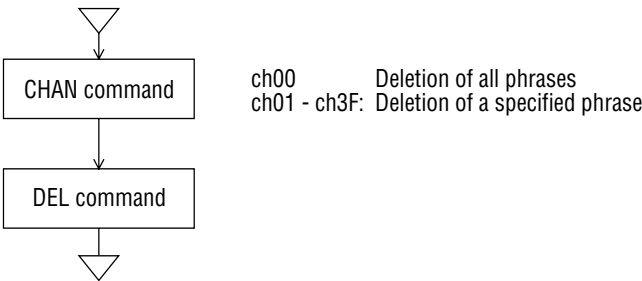 CHAN command
ch00 Deletion of all phrases
ch01 - ch3F: Deletion of a specified phrase
DEL command